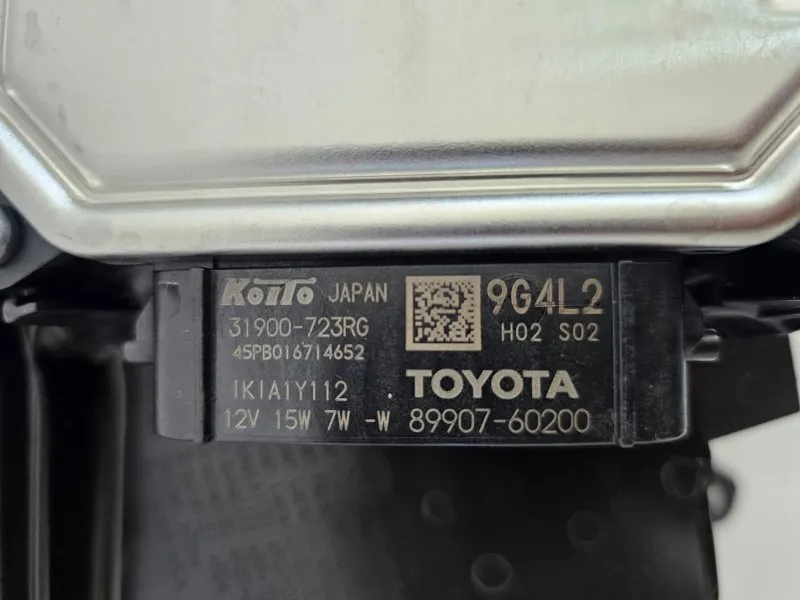 KOITO JAPAN
31900-723RG
45PB016714652
9G4L2
H02 S02
1KIA1Y112 . TOYOTA
12V 15W 7W -W 89907-60200